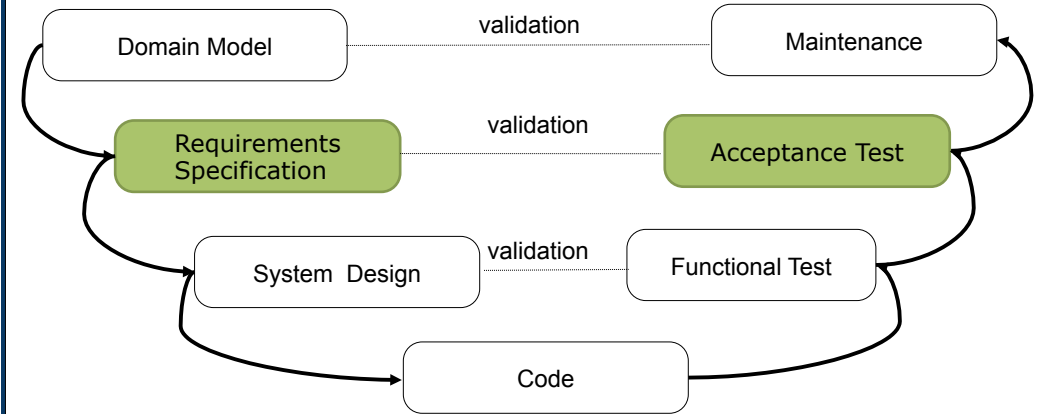 validation
Domain Model
Maintenance
validation
Requirements
Specification
Acceptance Test
validation
System Design
Functional Test
Code